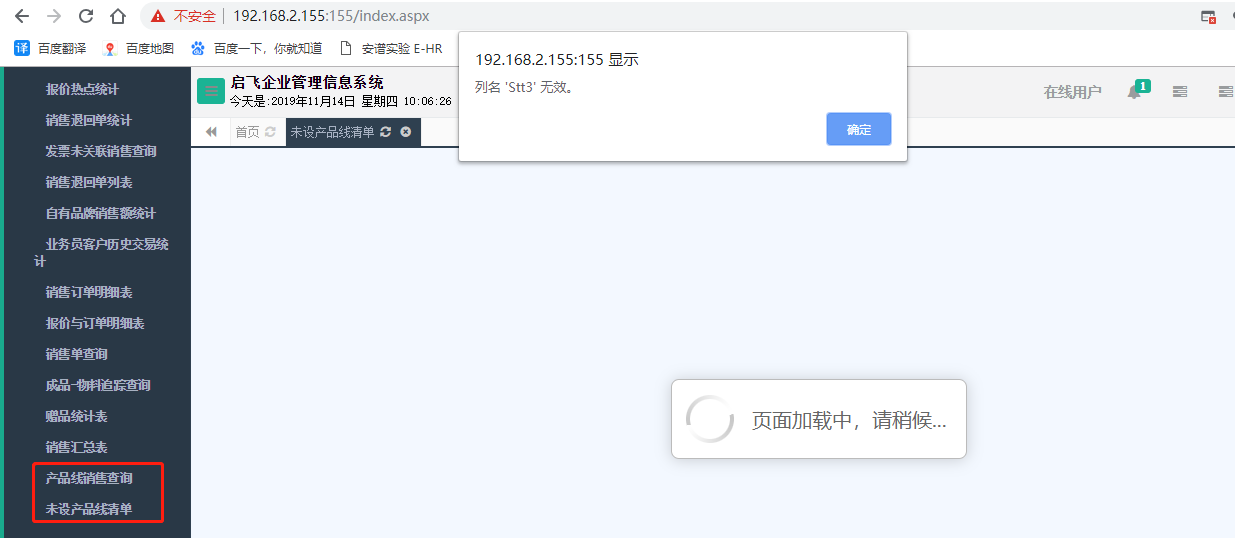 不安全 | 192.168.2.155:155/index.aspx
译 百度翻译 百度地图 百度一下，你就知道 安谱实验 E-HR
192.168.2.155:155 显示
列名 'Stt3' 无效。
确定
启飞企业管理信息系统
今天是:2019年11月14日 星期四 10:06:26
在线用户 1
首页 未设产品线清单
报价热点统计
销售退回单统计
发票未关联销售查询
销售退回单列表
自有品牌销售额统计
业务员客户历史交易统
计
销售订单明细表
报价与订单明细表
销售单查询
成品-物料追踪查询
赠品统计表
销售汇总表
产品线销售查询
未设产品线清单
页面加载中，请稍候...